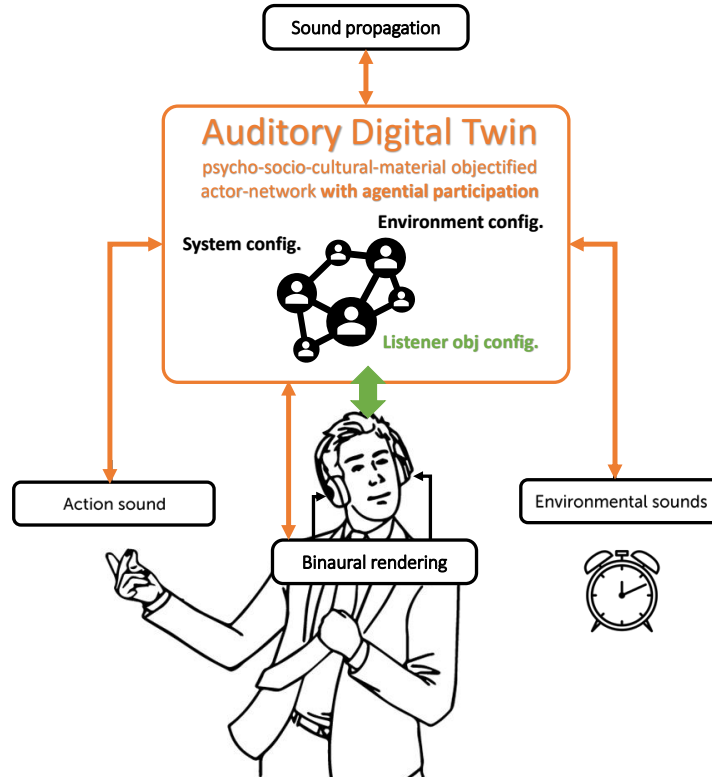 Sound propagation
Auditory Digital Twin
psycho-socio-cultural-material objectified
actor-network with agential participation
Environment config.
System config.
Listener obj config.
Action sound
Environmental sounds
Binaural rendering